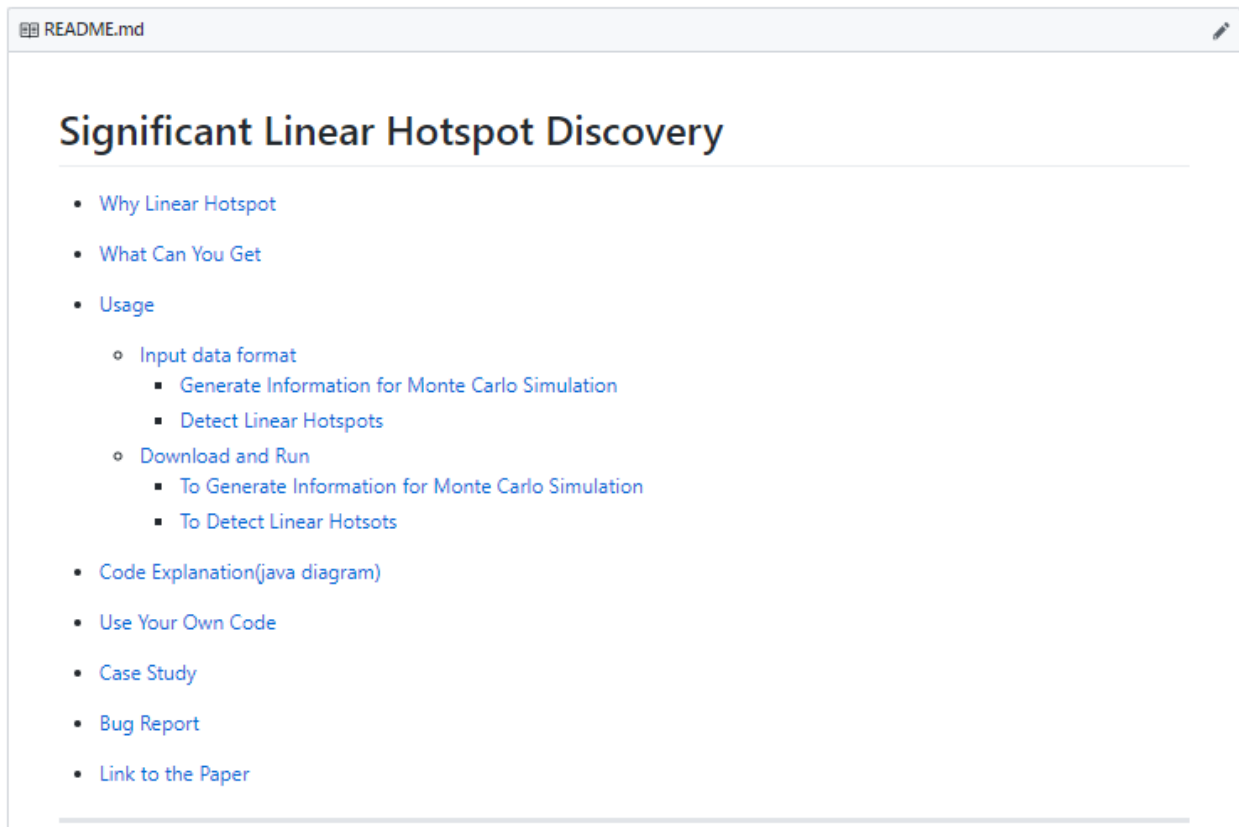 README.md
Significant Linear Hotspot Discovery
Why Linear Hotspot
What Can You Get
Usage
Input data format
Generate Information for Monte Carlo Simulation
Detect Linear Hotspots
Download and Run
To Generate Information for Monte Carlo Simulation
To Detect Linear Hotsots
Code Explanation(java diagram)
Use Your Own Code
Case Study
Bug Report
Link to the Paper